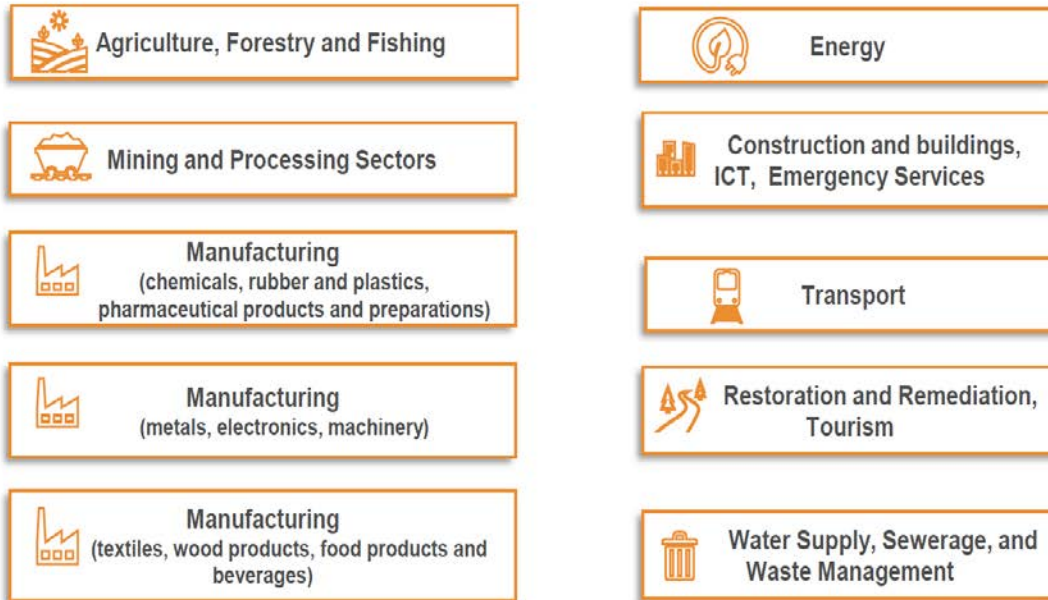 Agriculture, Forestry and Fishing
Mining and Processing Sectors
Manufacturing
(chemicals, rubber and plastics,
pharmaceutical products and preparations)
Manufacturing
(metals, electronics, machinery)
Manufacturing
(textiles, wood products, food products and
beverages)
Energy
Construction and buildings,
ICT, Emergency Services
Transport
Restoration and Remediation,
Tourism
Water Supply, Sewerage, and
Waste Management